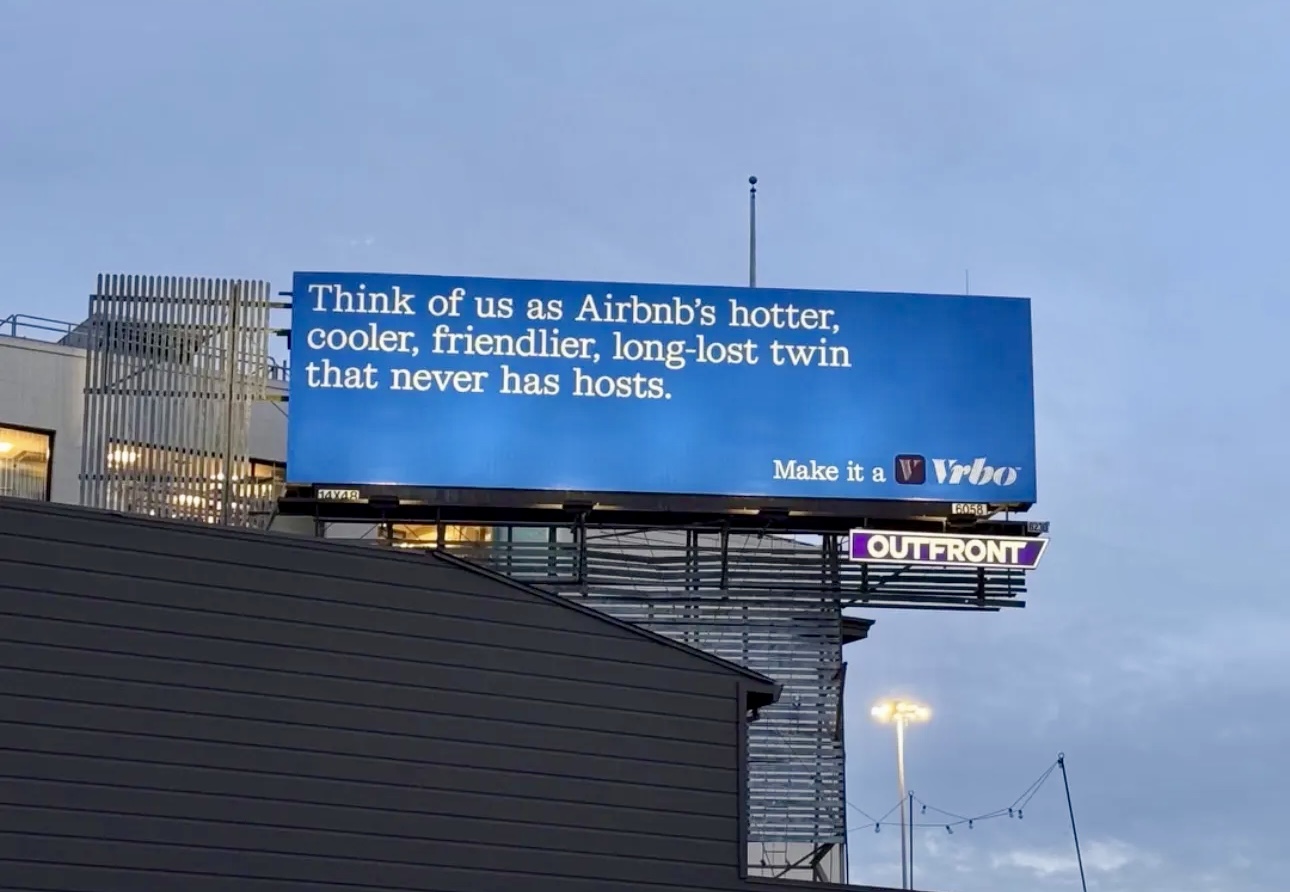 Think of us as Airbnb's hotter,
cooler, friendlier, long-lost twin
that never has hosts.
Make it a V Vrbo
14X48
6058
OUTFRONT